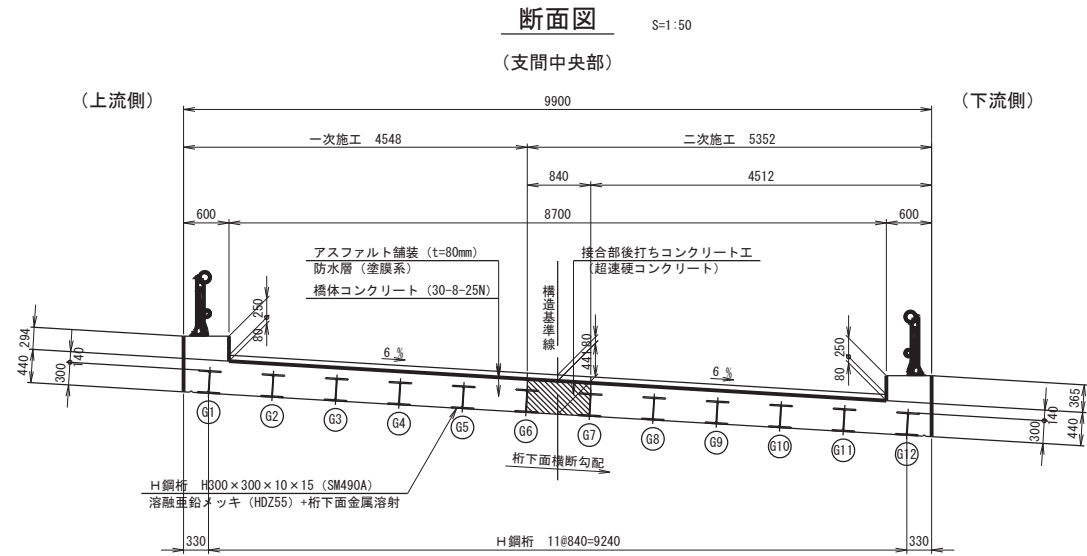 断面図 S=1:50
（支間中央部）
（上流側） （下流側）
9900
一次施工 4548 二次施工 5352
840 4512
600 8700 600
アスファルト舗装（t=80mm）
防水層（塗膜系）
橋体コンクリート（30-8-25N）
接合部後打ちコンクリート工
（超速硬コンクリート）
構造基準線
250
80
294
440
140
300
6 %
80
441
6 %
250
80
365
440
140
300
G1 G2 G3 G4 G5 G6 G7 G8 G9 G10 G11 G12
桁下面横断勾配
H鋼桁 H300×300×10×15（SM490A）
溶融亜鉛メッキ（HDZ55）+桁下面金属溶射
330 H鋼桁 11@840=9240 330